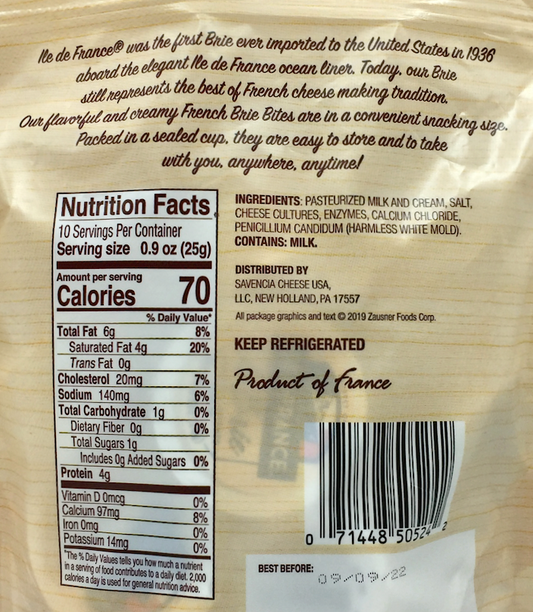 Ile de France® was the first Brie ever imported to the United States in 1936
aboard the elegant Ile de France ocean liner. Today, our Brie
still represents the best of French cheese making tradition.
Our flavorful and creamy French Brie Bites are in a convenient snacking size.
Packed in a sealed cup, they are easy to store and to take
with you, anywhere, anytime!
Nutrition Facts
10 Servings Per Container
Serving size 0.9 oz (25g)
Amount per serving
Calories 70
% Daily Value*
Total Fat 6g 8%
Saturated Fat 4g 20%
Trans Fat 0g
Cholesterol 20mg 7%
Sodium 140mg 6%
Total Carbohydrate 1g 0%
Dietary Fiber 0g 0%
Total Sugars 1g
Includes 0g Added Sugars 0%
Protein 4g
Vitamin D 0mcg 0%
Calcium 97mg 8%
Iron 0mg 0%
Potassium 14mg 0%
*The % Daily Values tells you how much a nutrient
in a serving of food contributes to a daily diet. 2,000
calories a day is used for general nutrition advice.
INGREDIENTS: PASTEURIZED MILK AND CREAM, SALT,
CHEESE CULTURES, ENZYMES, CALCIUM CHLORIDE,
PENICILLIUM CANDIDUM (HARMLESS WHITE MOLD).
CONTAINS: MILK.
DISTRIBUTED BY
SAVENCIA CHEESE USA,
LLC, NEW HOLLAND, PA 17557
All package graphics and text © 2019 Zausner Foods Corp.
KEEP REFRIGERATED
Product of France
0 71448 50524 2
BEST BEFORE: 09/09/22